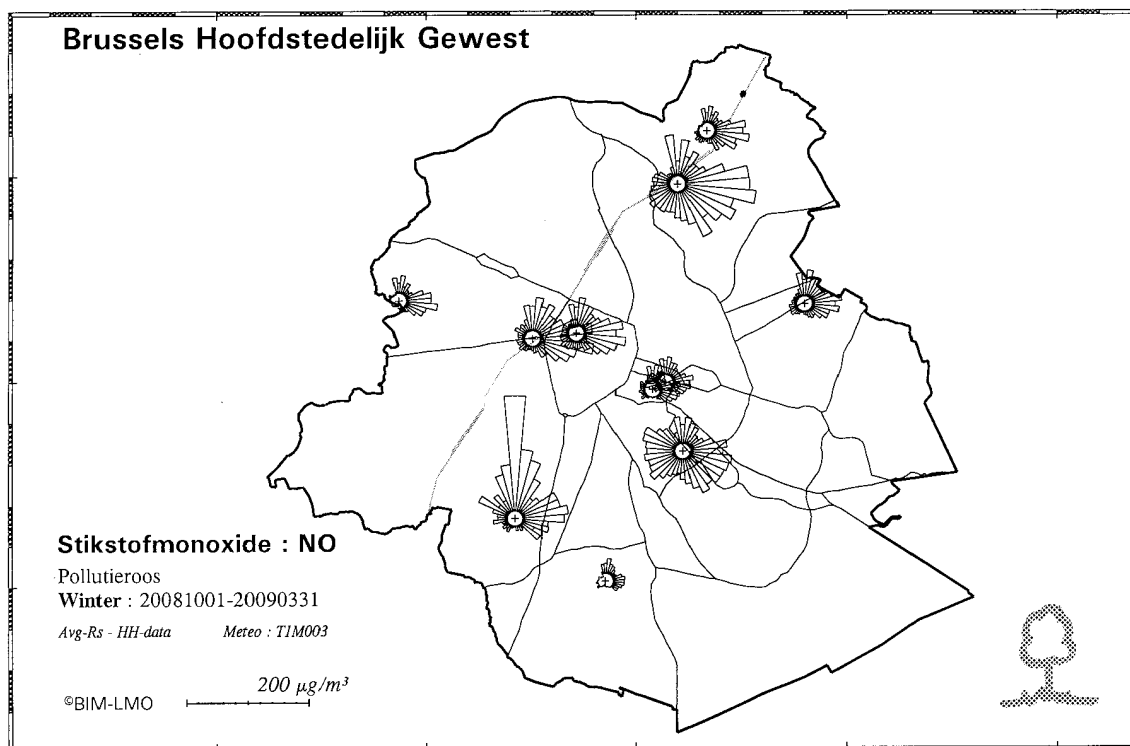 Brussels Hoofdstedelijk Gewest
Stikstofmonoxide : NO
Pollutieroos
Winter : 20081001-20090331
Avg-Rs - HH-data Meteo : T1M003
200 µg/m³
©BIM-LMO